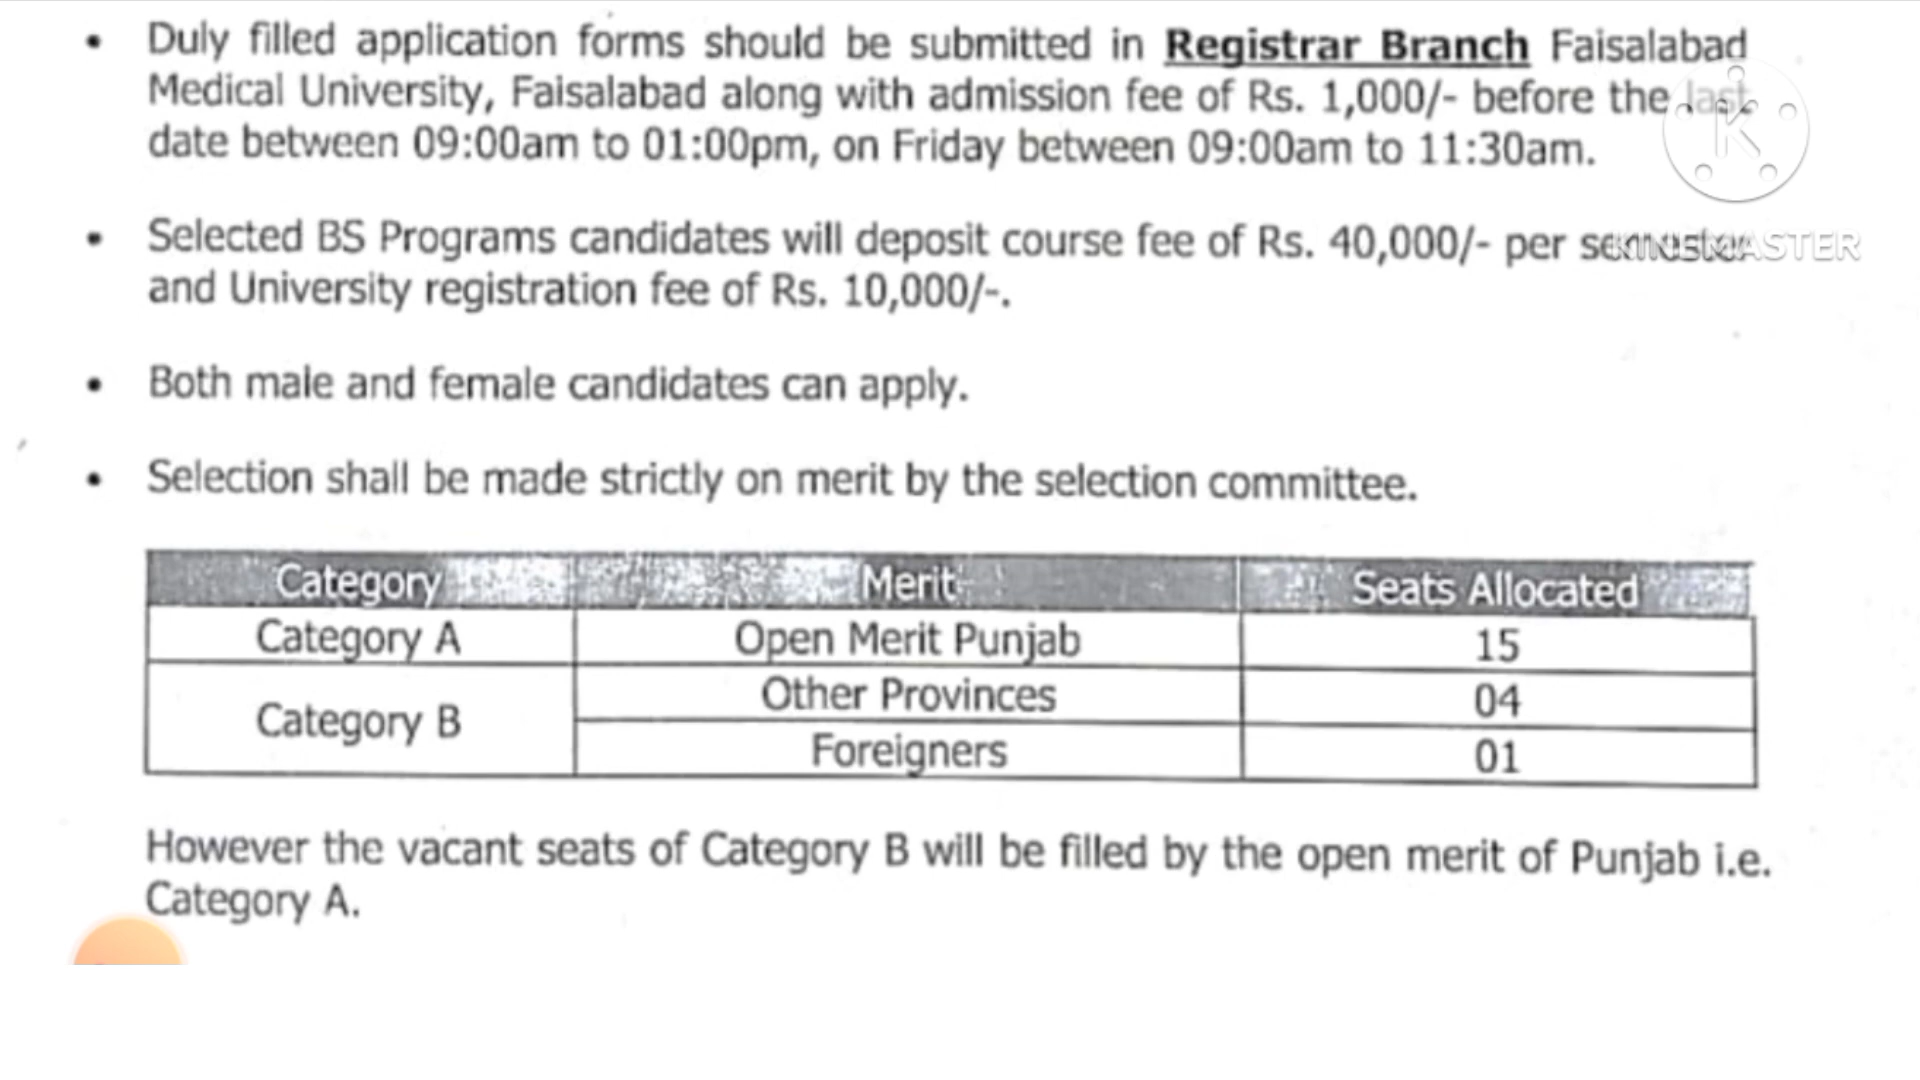 • Duly filled application forms should be submitted in Registrar Branch Faisalabad
Medical University, Faisalabad along with admission fee of Rs. 1,000/- before the last
date between 09:00am to 01:00pm, on Friday between 09:00am to 11:30am.
• Selected BS Programs candidates will deposit course fee of Rs. 40,000/- per semester
and University registration fee of Rs. 10,000/-.
• Both male and female candidates can apply.
• Selection shall be made strictly on merit by the selection committee.
Category Merit Seats Allocated
Category A Open Merit Punjab 15
Category B Other Provinces 04
Foreigners 01
However the vacant seats of Category B will be filled by the open merit of Punjab i.e.
Category A.
K
KINEMASTER